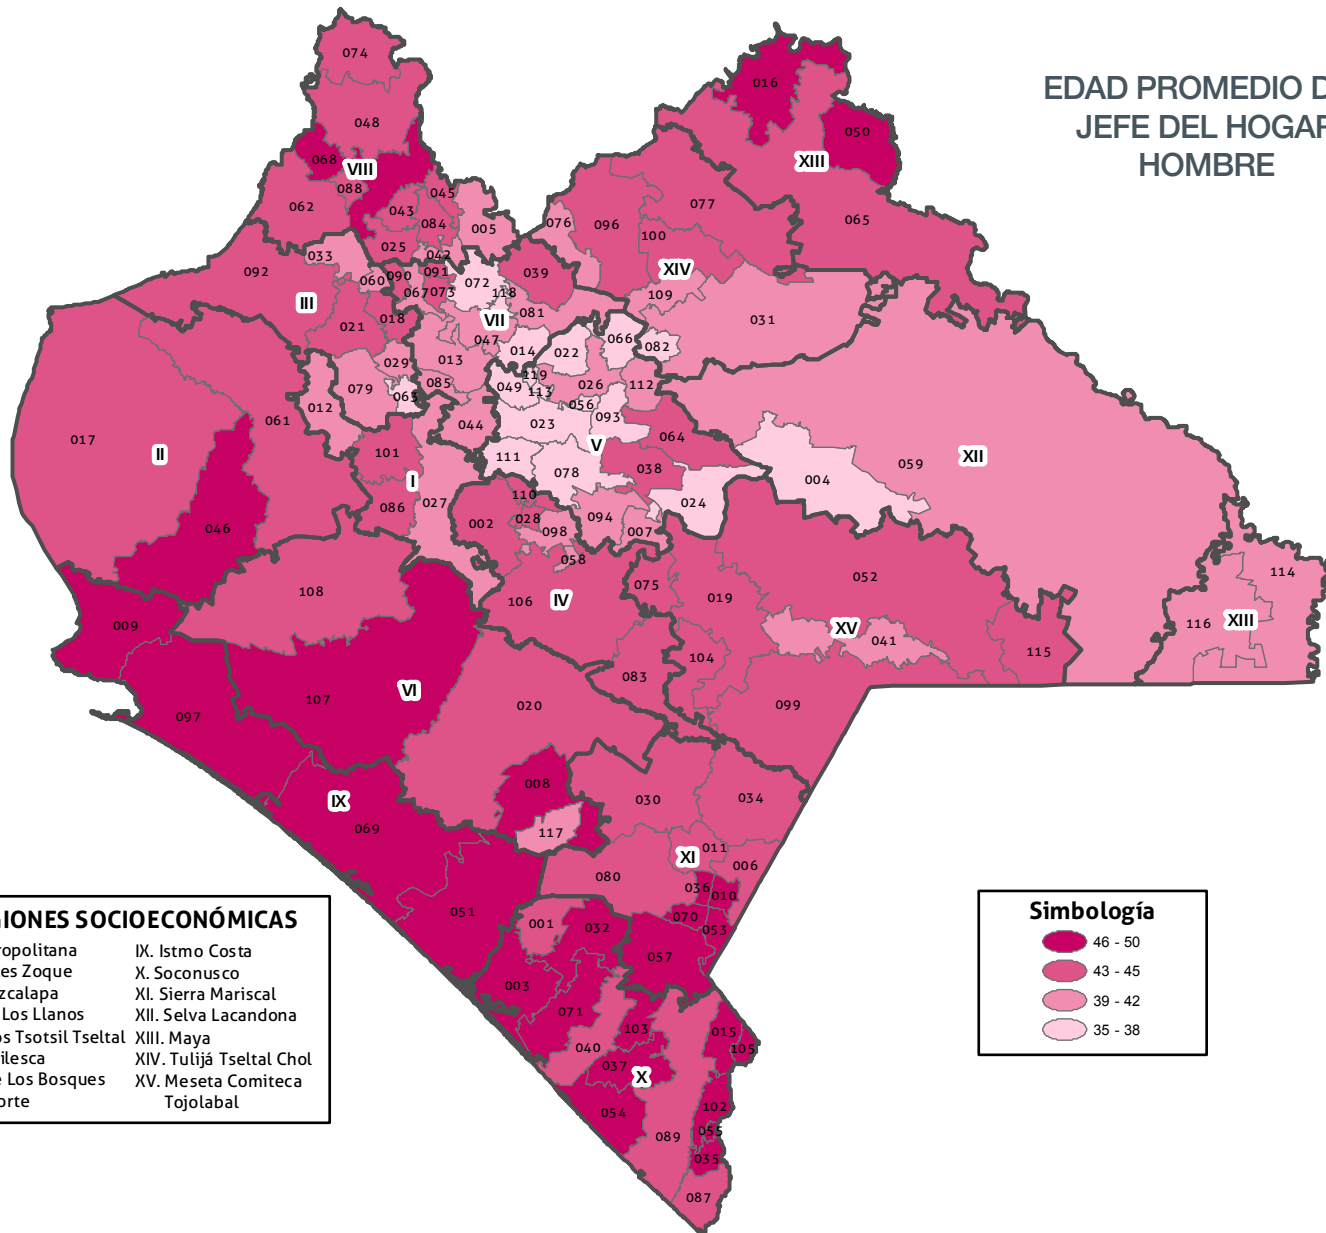 EDAD PROMEDIO D
JEFE DEL HOGAR
HOMBRE
074
016
048
050
068
VIII
XIII
088
045
062
043
077
084
076
096
065
005
025
100
042
033
092
039
XIV
060
090
091
072
067
073
118
109
III
081
031
018
VII
021
047
066
014
022
082
013
029
119
026
112
079
085
049
113
063
056
012
093
061
044
023
064
017
101
V
II
111
XII
059
038
078
I
004
024
027
110
086
094
002
028
046
098
007
058
114
052
075
108
019
106
IV
116
XIII
009
XV
041
104
115
083
VI
107
020
099
097
008
034
030
IX
069
117
011
XI
006
080
036
010
051
070
001
032
053
057
003
071
103
015
040
105
037
X
054
102
089
055
035
087
GIONES SOCIOECONÓMICAS
ropolitana
es Zoque
zcalapa
Los Llanos
os Tsotsil Tseltal
ilesca
e Los Bosques
orte
IX. Istmo Costa
X. Soconusco
XI. Sierra Mariscal
XII. Selva Lacandona
XIII. Maya
XIV. Tulijá Tseltal Chol
XV. Meseta Comiteca
Tojolabal
Simbología
46 - 50
43 - 45
39 - 42
35 - 38